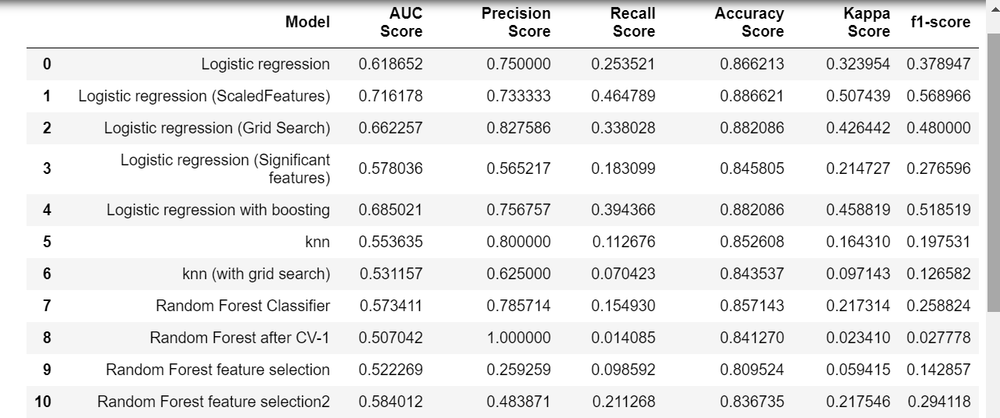 Model AUC Score Precision Score Recall Score Accuracy Score Kappa Score f1-score
0 Logistic regression 0.618652 0.750000 0.253521 0.866213 0.323954 0.378947
1 Logistic regression (ScaledFeatures) 0.716178 0.733333 0.464789 0.886621 0.507439 0.568966
2 Logistic regression (Grid Search) 0.662257 0.827586 0.338028 0.882086 0.426442 0.480000
3 Logistic regression (Significant features) 0.578036 0.565217 0.183099 0.845805 0.214727 0.276596
4 Logistic regression with boosting 0.685021 0.756757 0.394366 0.882086 0.458819 0.518519
5 knn 0.553635 0.800000 0.112676 0.852608 0.164310 0.197531
6 knn (with grid search) 0.531157 0.625000 0.070423 0.843537 0.097143 0.126582
7 Random Forest Classifier 0.573411 0.785714 0.154930 0.857143 0.217314 0.258824
8 Random Forest after CV-1 0.507042 1.000000 0.014085 0.841270 0.023410 0.027778
9 Random Forest feature selection 0.522269 0.259259 0.098592 0.809524 0.059415 0.142857
10 Random Forest feature selection2 0.584012 0.483871 0.211268 0.836735 0.217546 0.294118